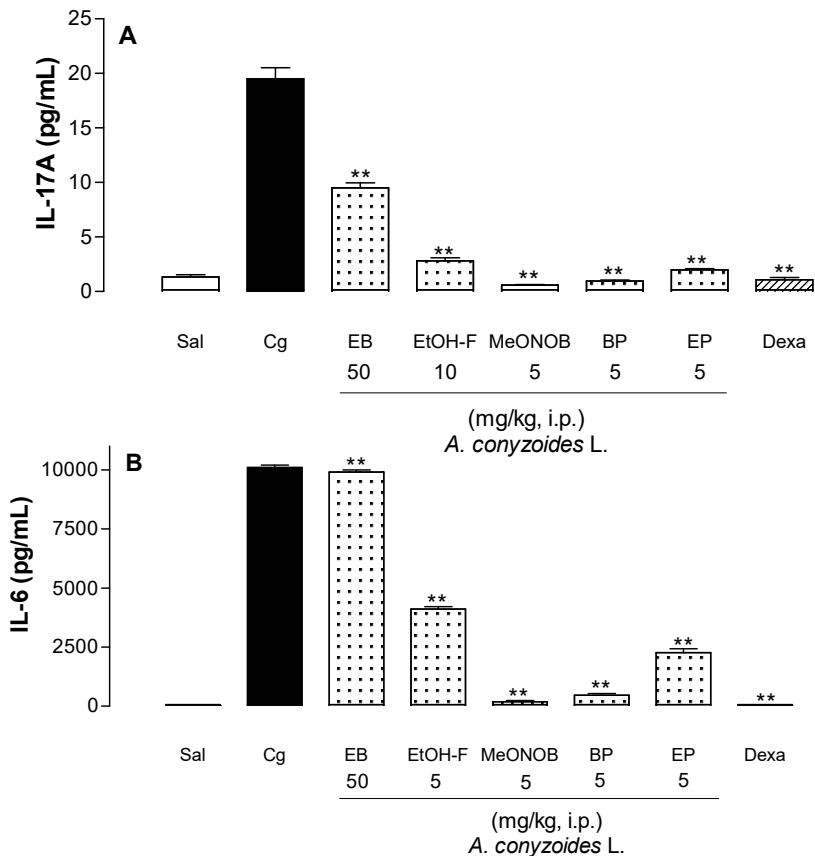 A
IL-17A (pg/mL)
25
20
15
10
5
0
**
**
**
**
**
**
Sal Cg EB EtOH-F MeONOB BP EP Dexa
50 10 5 5 5
(mg/kg, i.p.)
A. conyzoides L.
B
IL-6 (pg/mL)
10000
7500
5000
2500
0
**
**
**
**
**
**
Sal Cg EB EtOH-F MeONOB BP EP Dexa
50 5 5 5 5
(mg/kg, i.p.)
A. conyzoides L.